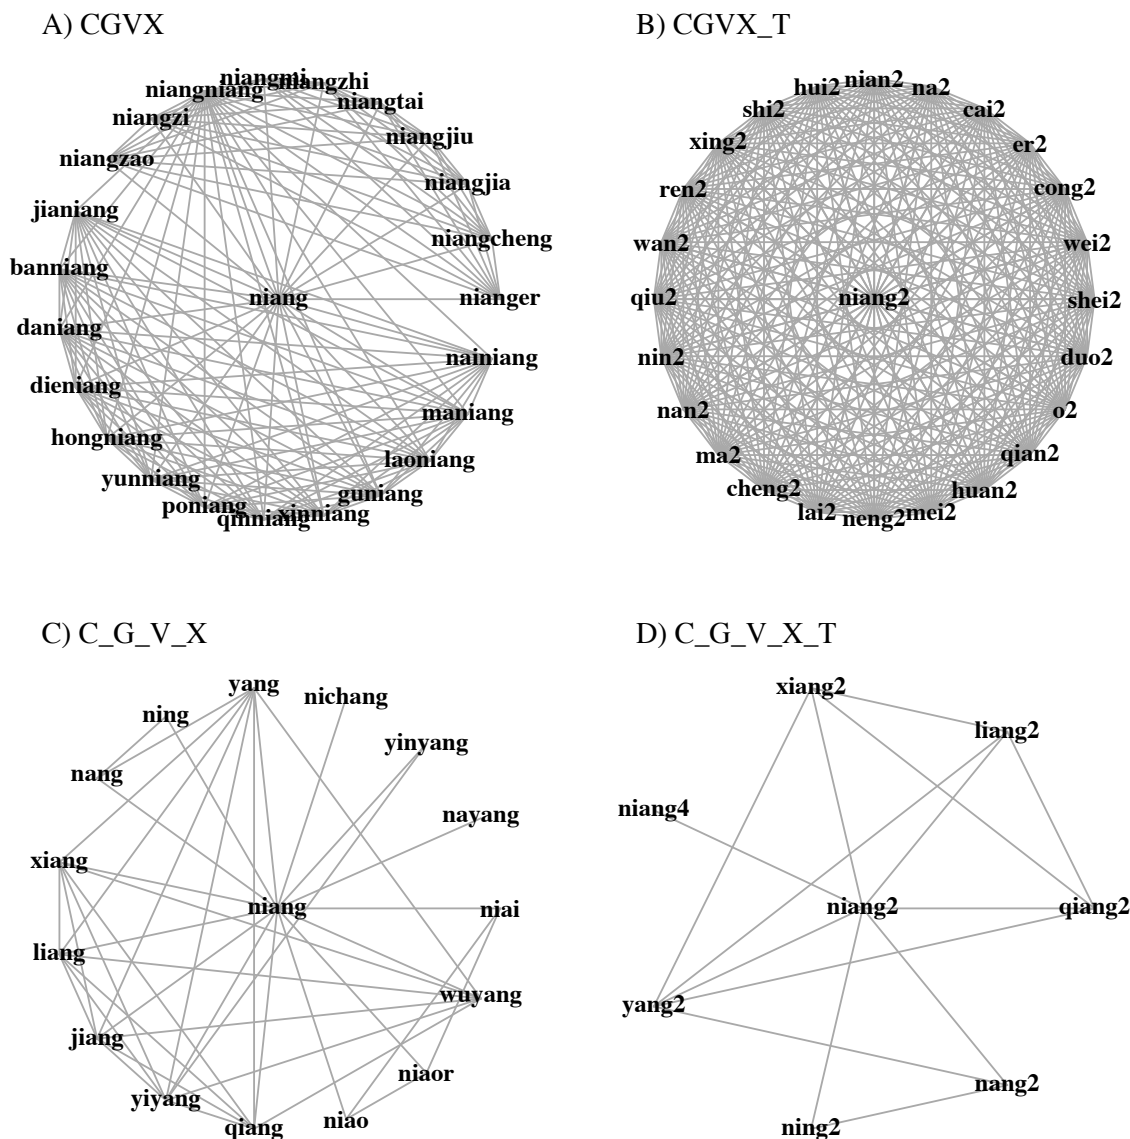 A) CGVX
niangmi
niangzhi
niangniang
niangtai
niangzi
niangjiu
niangzao
niangjia
jianiang
niangcheng
banniang
niang
nianger
daniang
nainiang
dieniang
maniang
hongniang
laoniang
yunniang
guniang
poniang
qinniang
xinniang
B) CGVX_T
nian2
hui2
na2
shi2
cai2
xing2
er2
ren2
cong2
wan2
wei2
qiu2
niang2
shei2
nin2
duo2
nan2
o2
ma2
qian2
cheng2
huan2
lai2
neng2
mei2
C) C_G_V_X
yang
nichang
ning
yinyang
nang
nayang
xiang
niang
niai
liang
wuyang
jiang
niaor
yiyang
niao
qiang
D) C_G_V_X_T
xiang2
liang2
niang4
niang2
qiang2
yang2
nang2
ning2